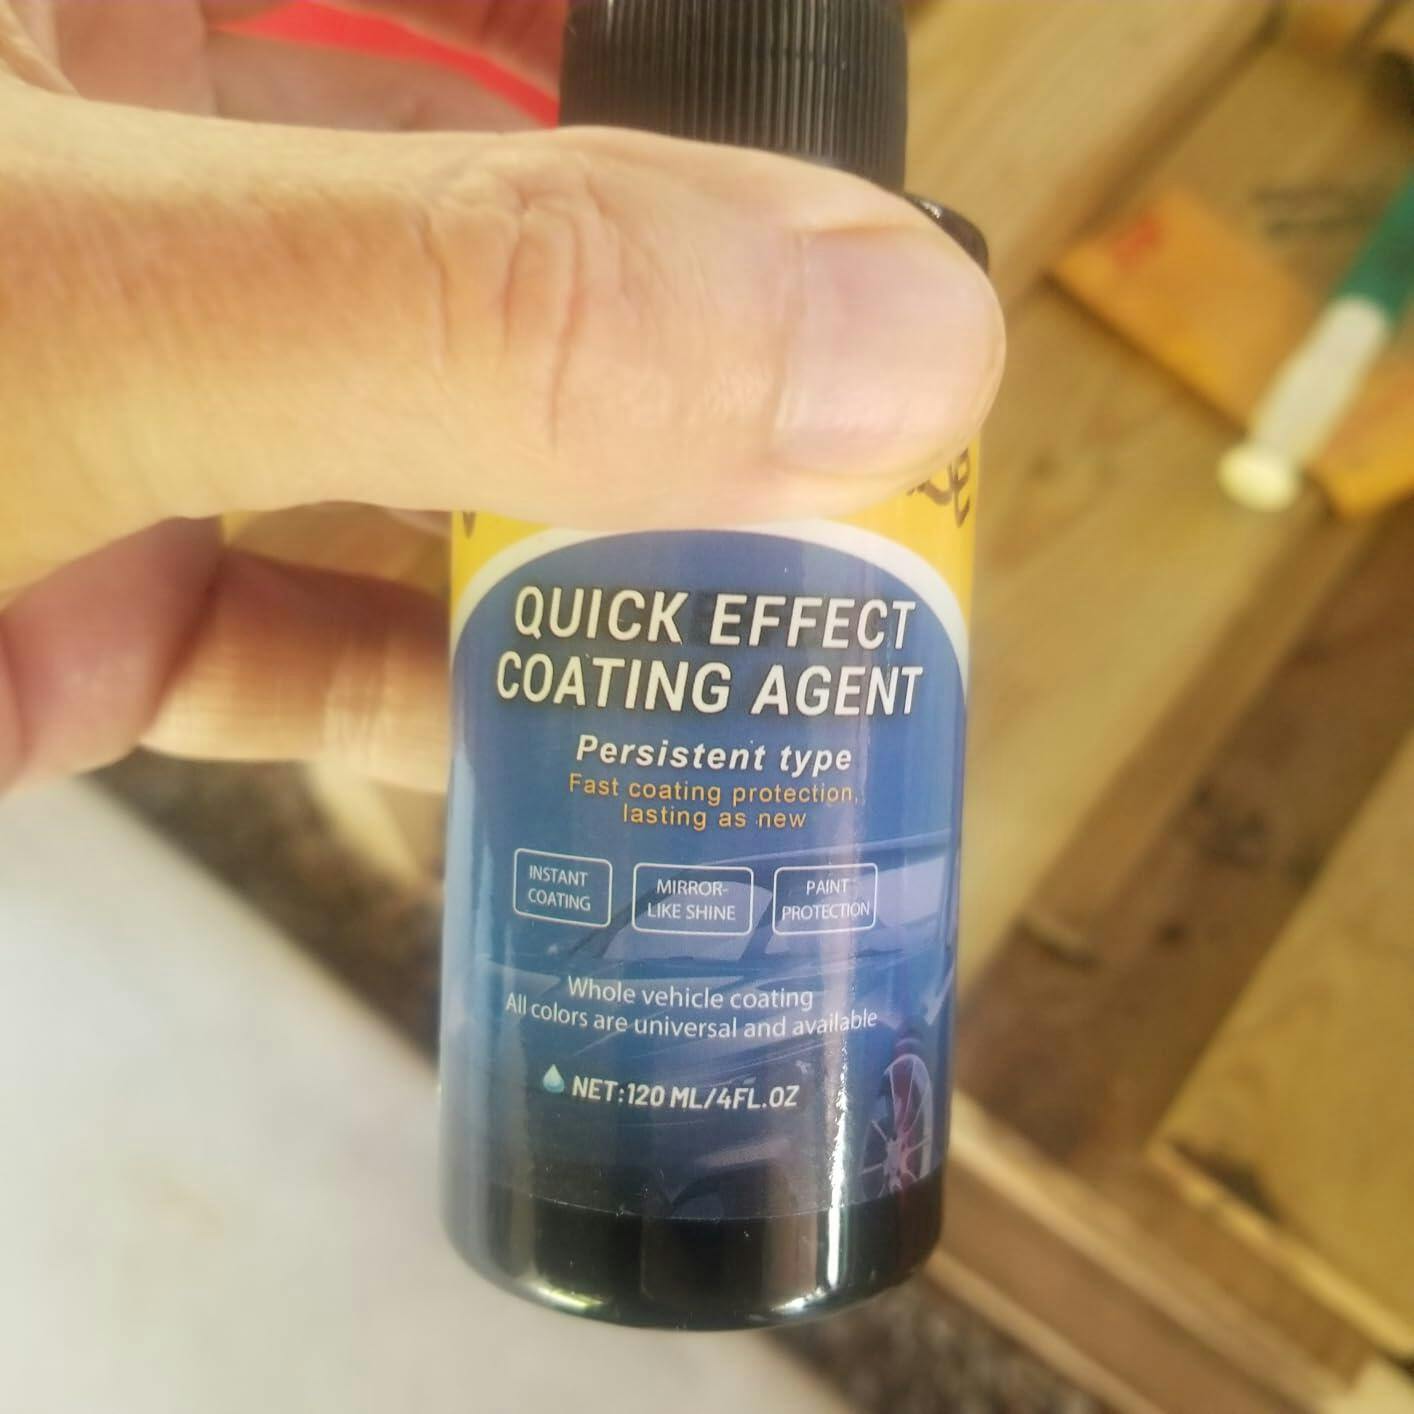 QUICK EFFECT
COATING AGENT
Persistent type
Fast coating protection,
lasting as new
INSTANT
COATING
MIRROR-
LIKE SHINE
PAINT
PROTECTION
Whole vehicle coating
All colors are universal and available
NET:120 ML/4FL.OZ